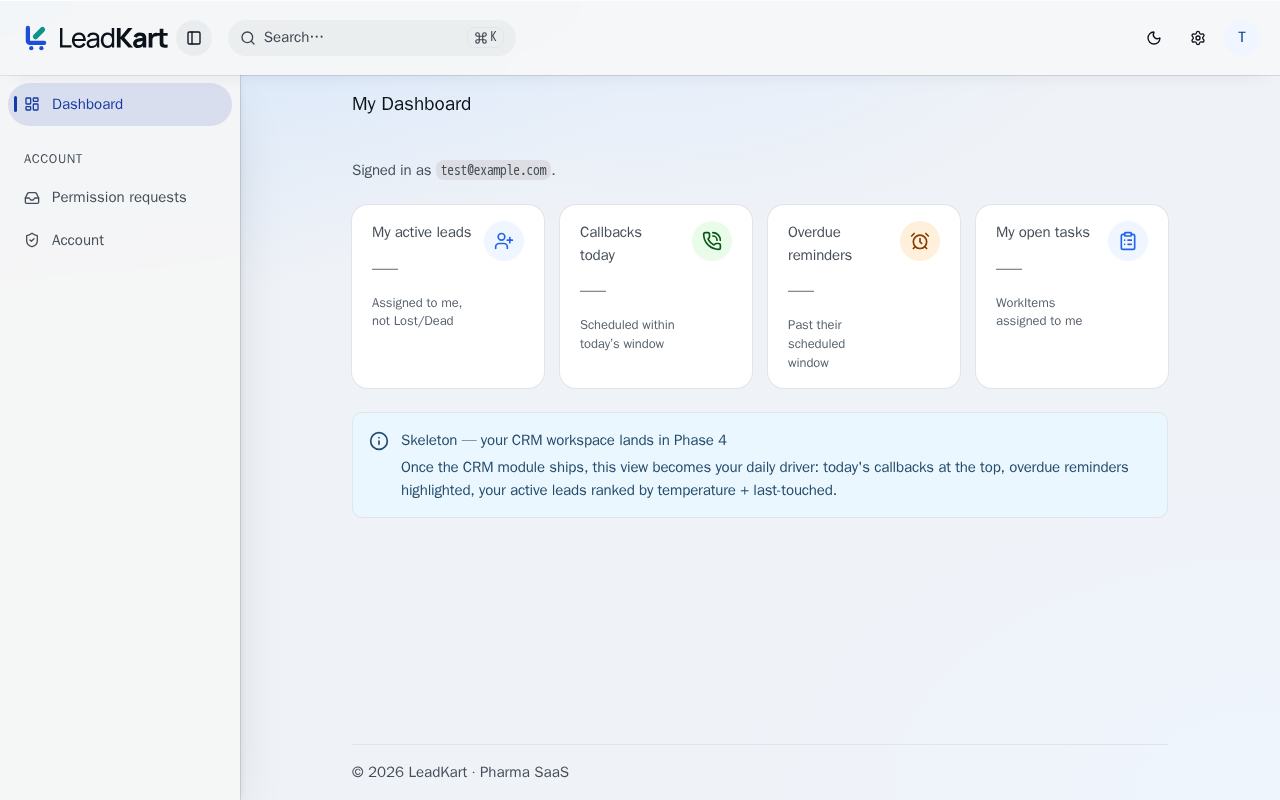 LeadKart
Search⋯
⌘ K
T
Dashboard
ACCOUNT
Permission requests
Account
My Dashboard
Signed in as test@example.com.
My active leads
—
Assigned to me,
not Lost/Dead
Callbacks
today
—
Scheduled within
today's window
Overdue
reminders
—
Past their
scheduled
window
My open tasks
—
WorkItems
assigned to me
Skeleton — your CRM workspace lands in Phase 4
Once the CRM module ships, this view becomes your daily driver: today's callbacks at the top, overdue reminders
highlighted, your active leads ranked by temperature + last-touched.
© 2026 LeadKart · Pharma SaaS